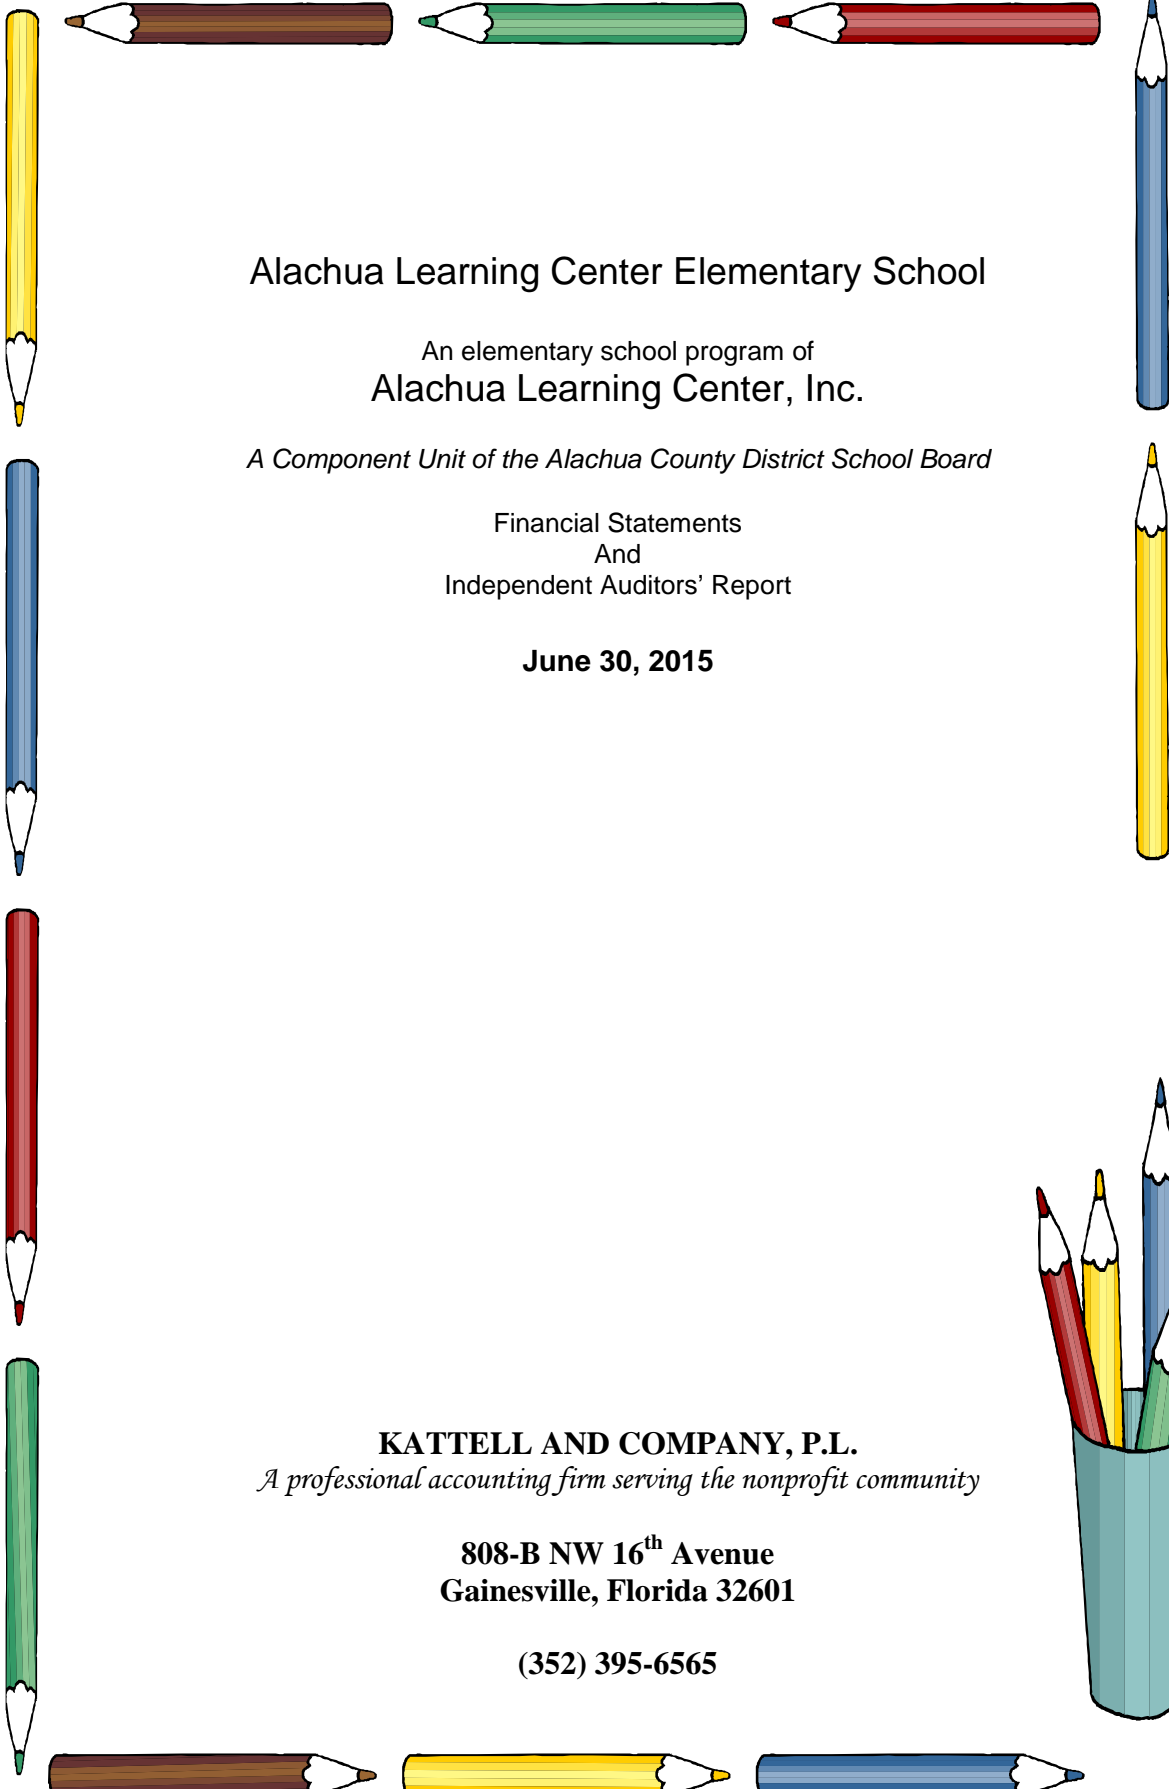 Alachua Learning Center Elementary School
An elementary school program of
Alachua Learning Center, Inc.
A Component Unit of the Alachua County District School Board
Financial Statements
And
Independent Auditors’ Report
June 30, 2015
KATTELL AND COMPANY, P.L.
A professional accounting firm serving the nonprofit community
808-B NW 16th Avenue
Gainesville, Florida 32601
(352) 395-6565